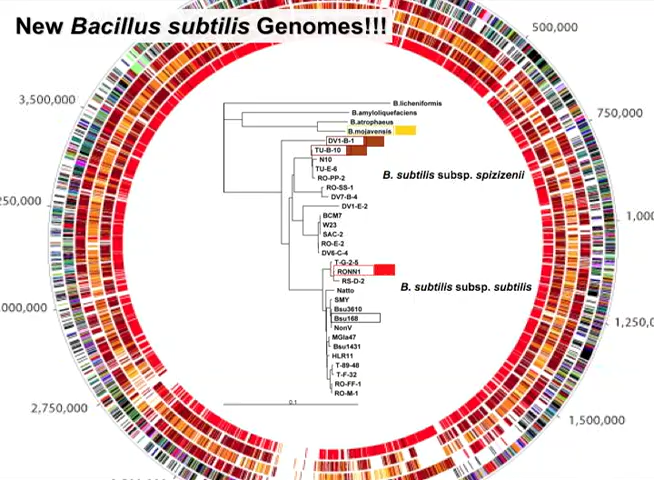 New Bacillus subtilis Genomes!!!
500,000
3,500,000
750,000
B.licheniformis
B.amyloliquefaciens
B.atrophaeus
B.mojavensis
DV1-B-1
TU-B-10
N10
TU-E-6
RO-PP-2
B. subtilis subsp. spizizenii
RO-SS-1
DV7-B-4
250,000
DV1-E-2
BCM7
1,000
W23
SAC-2
RO-E-2
DV6-C-4
T-G-2-5
RONN1
RS-D-2
B. subtilis subsp. subtilis
Natto
SMY
000,000
Bsu3610
Bsu168
1,250,0
NonV
MGla47
Bsu1431
HLR11
T-89-48
T-F-32
RO-FF-1
RO-M-1
0.1
2,750,000
1,500,000